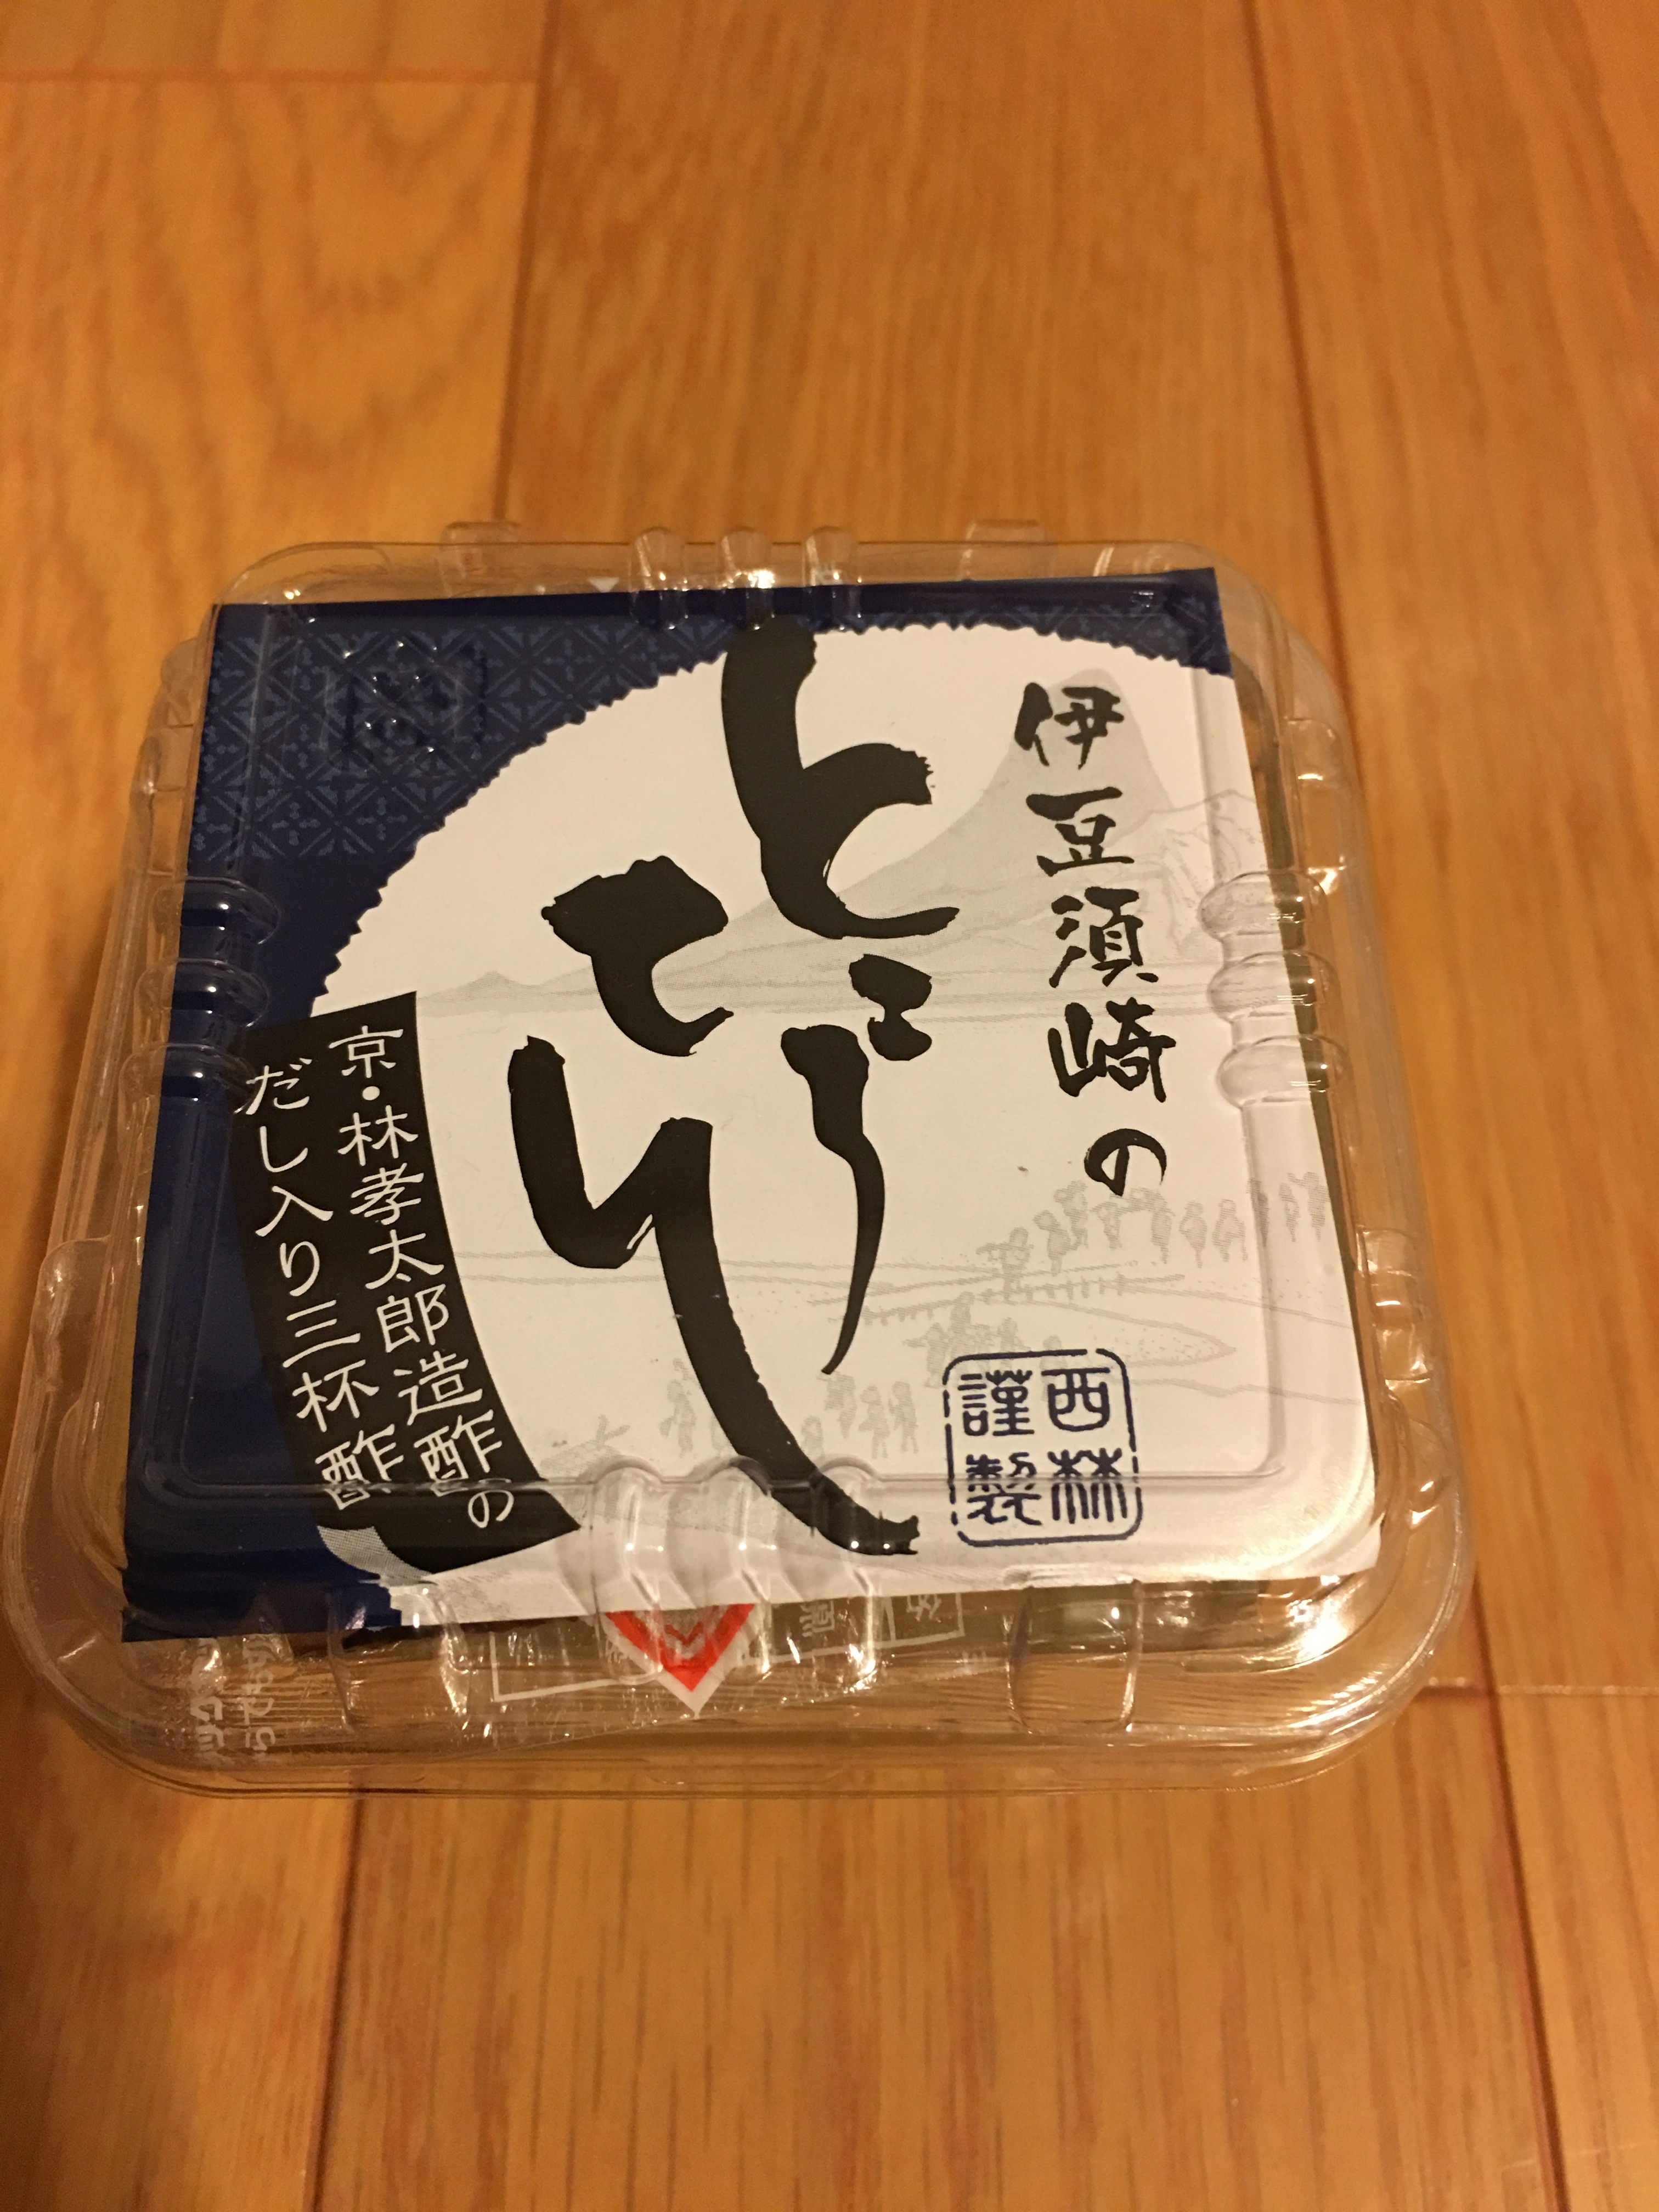 伊豆須崎の
ところてん
京・林孝太郎造酢の
だし入り三杯酢
西林
謹製